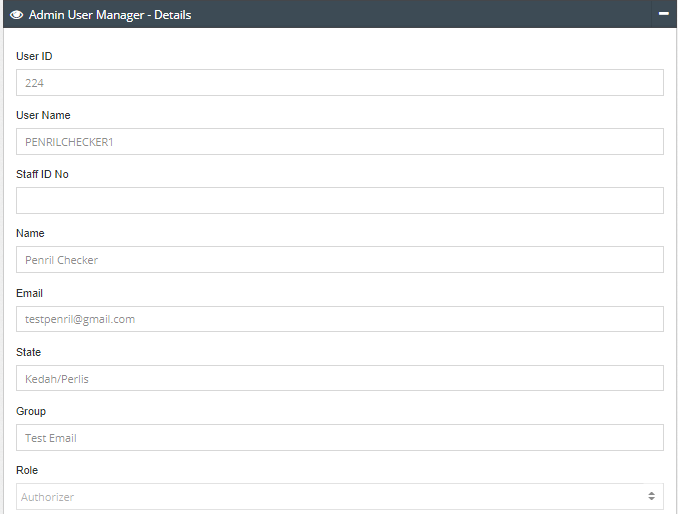 Admin User Manager - Details
User ID
224
User Name
PENRILCHECKER1
Staff ID No
Name
Penril Checker
Email
testpenril@gmail.com
State
Kedah/Perlis
Group
Test Email
Role
Authorizer